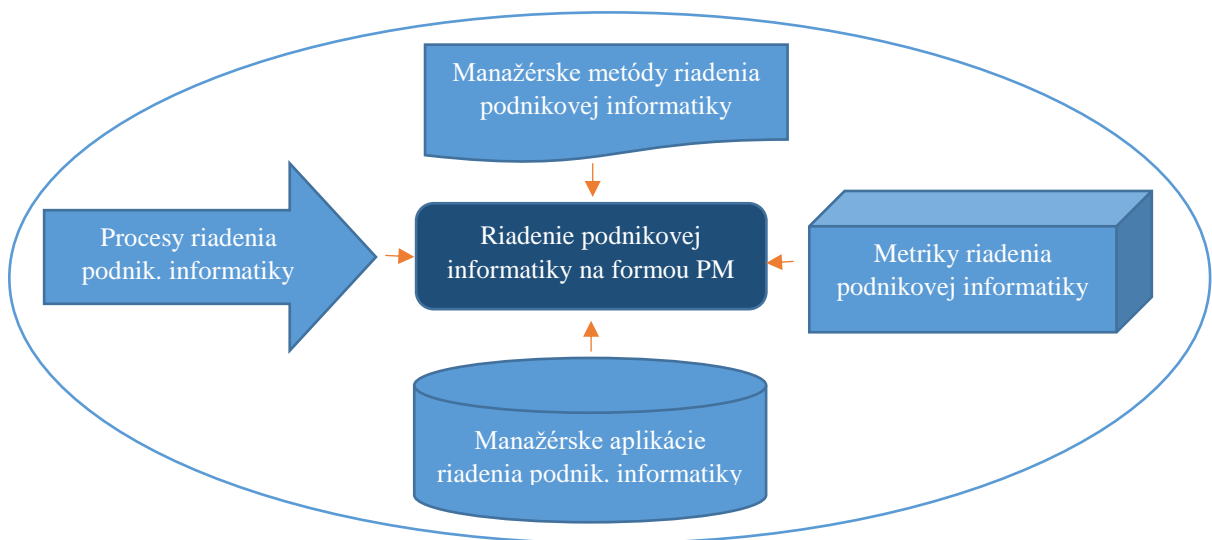 Manažérske metódy riadenia
podnikovej informatiky
Procesy riadenia
podnik. informatiky
Riadenie podnikovej
informatiky na formou PM
Metriky riadenia
podnikovej informatiky
Manažérske aplikácie
riadenia podnik. informatiky